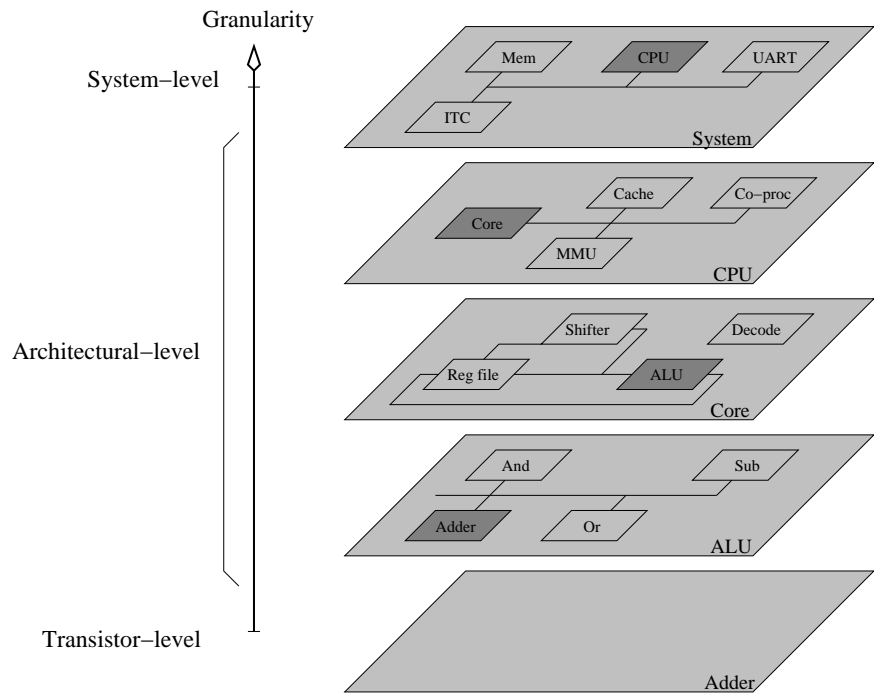 Granularity
System−level
Mem
CPU
UART
ITC
System
Cache
Co−proc
Core
MMU
CPU
Architectural−level
Shifter
Decode
Reg file
ALU
Core
And
Sub
Adder
Or
ALU
Transistor−level
Adder